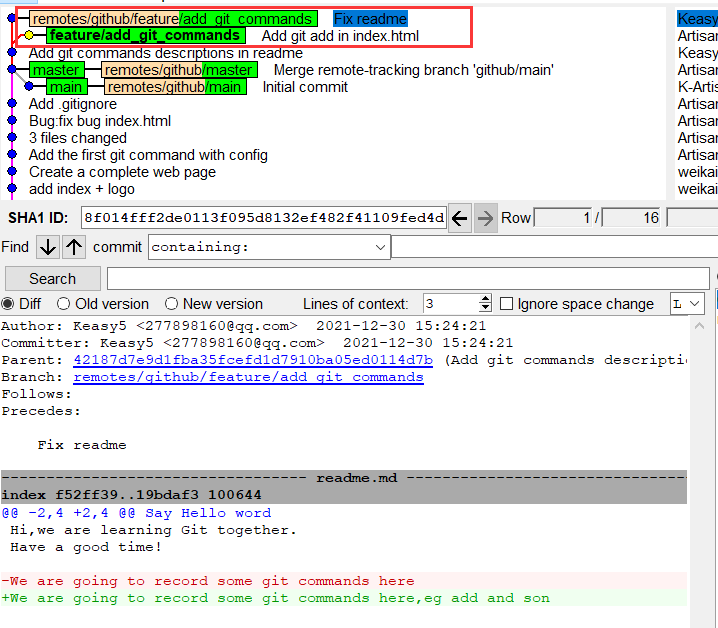 remotes/github/feature/add_git_commands Fix readme Keasy
feature/add_git_commands Add git add in index.html Artisan
Add git commands descriptions in readme Keasy
master remotes/github/master Merge remote-tracking branch 'github/main' Artisan
main remotes/github/main Initial commit K-Artis
Add .gitignore Artisan
Bug:fix bug index.html Artisan
3 files changed Artisan
Add the first git command with config Artisan
Create a complete web page weikai
add index + logo weikai
SHA1 ID: 8f014fff2de0113f095d8132ef482f41109fed4d Row 1 / 16
Find commit containing:
Search
Diff Old version New version Lines of context: 3 Ignore space change L
Author: Keasy5 <277898160@qq.com> 2021-12-30 15:24:21
Committer: Keasy5 <277898160@qq.com> 2021-12-30 15:24:21
Parent: 42187d7e9d1fba35fcefd1d7910ba05ed0114d7b (Add git commands descripti
Branch: remotes/github/feature/add_git_commands
Follows:
Precedes:
Fix readme
------------------------------- readme.md -------------------------------
index f52ff39..19bdaf3 100644
@@ -2,4 +2,4 @@ Say Hello word
Hi,we are learning Git together.
Have a good time!
-We are going to record some git commands here
+We are going to record some git commands here,eg add and son